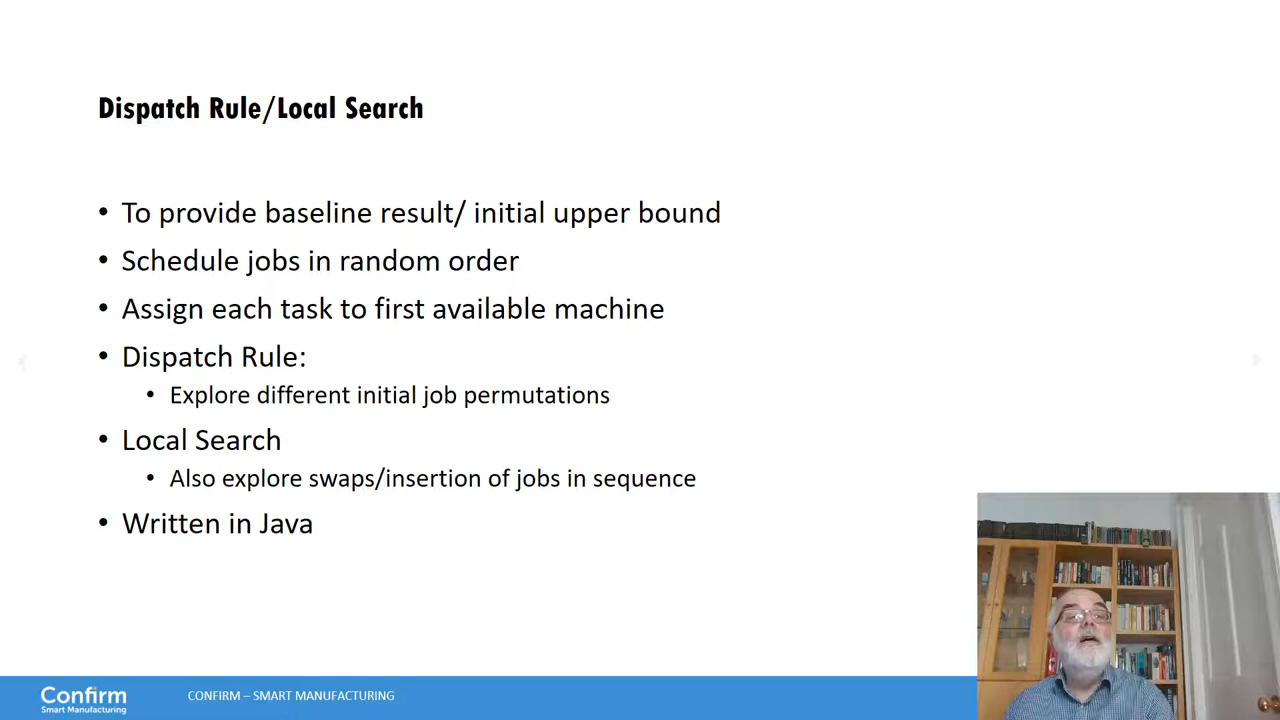 Dispatch Rule/Local Search
• To provide baseline result/ initial upper bound
• Schedule jobs in random order
• Assign each task to first available machine
• Dispatch Rule:
• Explore different initial job permutations
• Local Search
• Also explore swaps/insertion of jobs in sequence
• Written in Java
Confirm
Smart Manufacturing
CONFIRM – SMART MANUFACTURING